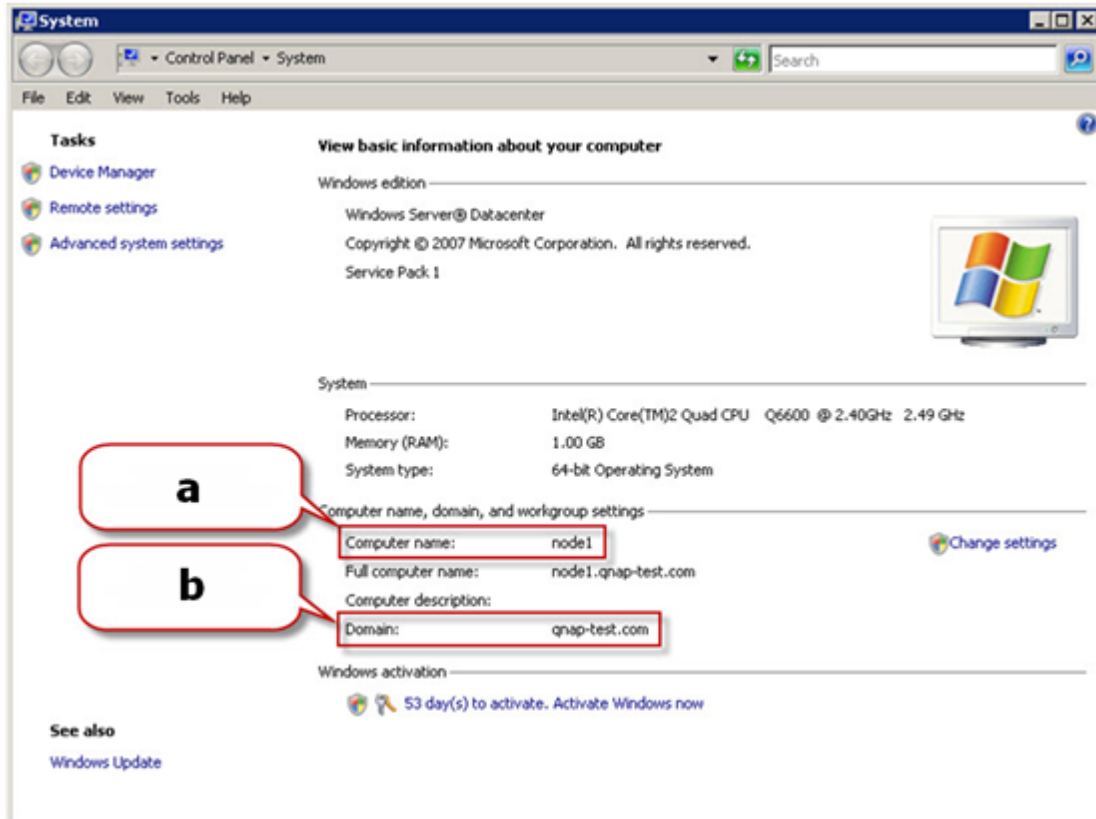 System
Control Panel System
Search
File Edit View Tools Help
Tasks
Device Manager
Remote settings
Advanced system settings
View basic information about your computer
Windows edition
Windows Server® Datacenter
Copyright © 2007 Microsoft Corporation. All rights reserved.
Service Pack 1
System
Processor: Intel(R) Core(TM)2 Quad CPU Q6600 @ 2.40GHz 2.49 GHz
Memory (RAM): 1.00 GB
System type: 64-bit Operating System
a
Computer name, domain, and workgroup settings
Computer name: node1
Change settings
Full computer name: node1.qnap-test.com
b
Computer description:
Domain: qnap-test.com
Windows activation
53 day(s) to activate. Activate Windows now
See also
Windows Update